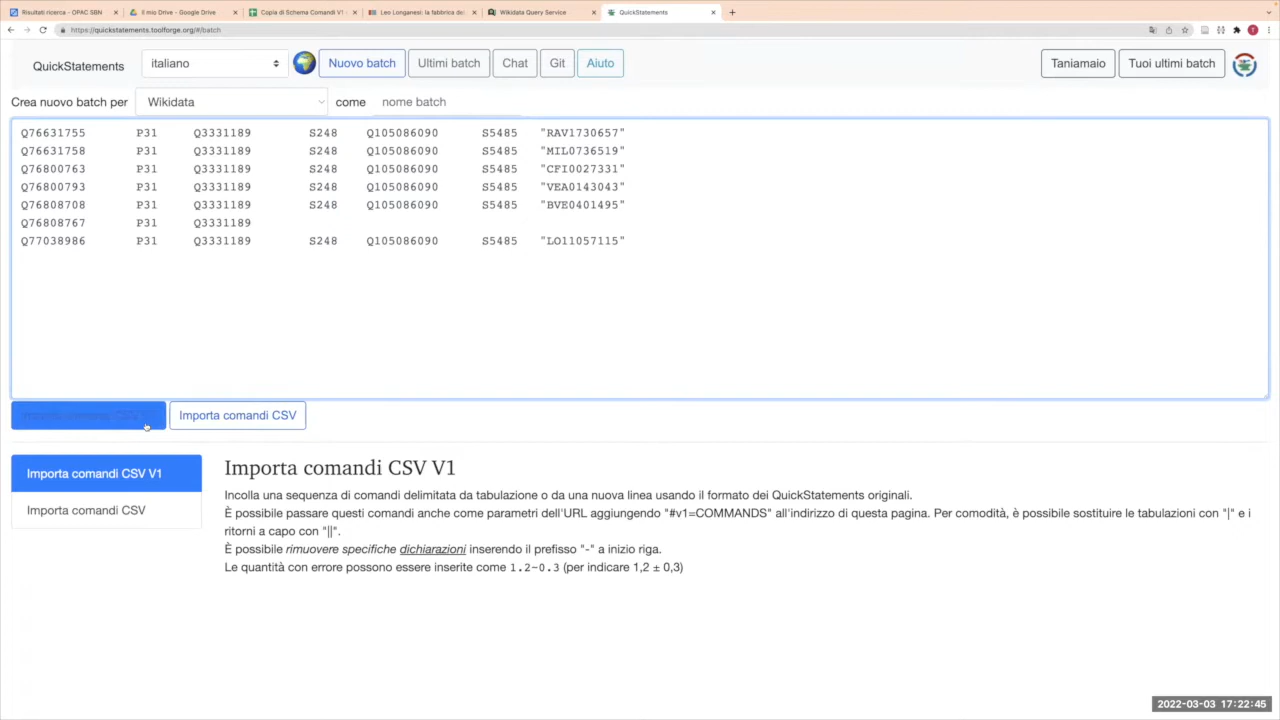 Risultati ricerca - OPAC SBN
Il mio Drive - Google Drive
Copia di Schema Comandi V1
Leo Longanesi: la fabbrica del
Wikidata Query Service
QuickStatements
https://quickstatements.toolforge.org/#/batch
QuickStatements
italiano
Nuovo batch
Ultimi batch
Chat
Git
Aiuto
Taniamaio
Tuoi ultimi batch
Crea nuovo batch per Wikidata come nome batch
Q76631755 P31 Q3331189 S248 Q105086090 S5485 "RAV1730657"
Q76631758 P31 Q3331189 S248 Q105086090 S5485 "MIL0736519"
Q76800763 P31 Q3331189 S248 Q105086090 S5485 "CFI0027331"
Q76800793 P31 Q3331189 S248 Q105086090 S5485 "VEA0143043"
Q76808708 P31 Q3331189 S248 Q105086090 S5485 "BVE0401495"
Q76808767 P31 Q3331189
Q77038986 P31 Q3331189 S248 Q105086090 S5485 "LO11057115"
Importa comandi CSV
Importa comandi CSV V1
Importa comandi CSV
Importa comandi CSV V1
Incolla una sequenza di comandi delimitata da tabulazione o da una nuova linea usando il formato dei QuickStatements originali.
È possibile passare questi comandi anche come parametri dell'URL aggiungendo "#v1=COMMANDS" all'indirizzo di questa pagina. Per comodità, è possibile sostituire le tabulazioni con "|" e i
ritorni a capo con "||".
È possibile rimuovere specifiche dichiarazioni inserendo il prefisso "-" a inizio riga.
Le quantità con errore possono essere inserite come 1.2~0.3 (per indicare 1,2 ± 0,3)
2022-03-03 17:22:45